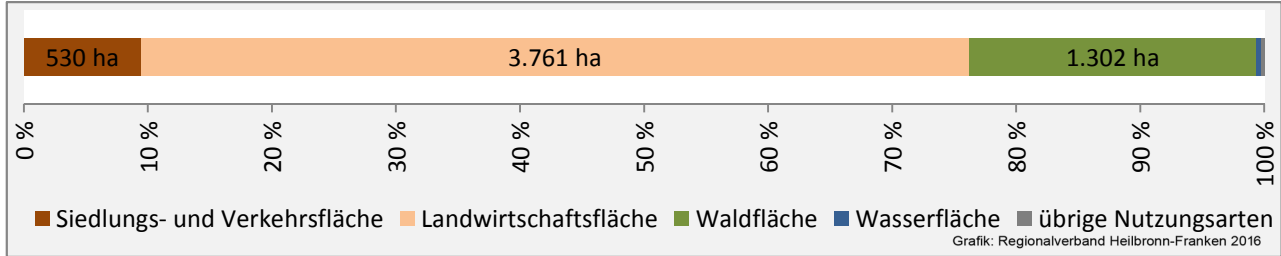 530 ha 3.761 ha 1.302 ha
0 % 10 % 20 % 30 % 40 % 50 % 60 % 70 % 80 % 90 % 100 %
Siedlungs- und Verkehrsfläche Landwirtschaftsfläche Waldfläche Wasserfläche übrige Nutzungsarten
Grafik: Regionalverband Heilbronn-Franken 2016